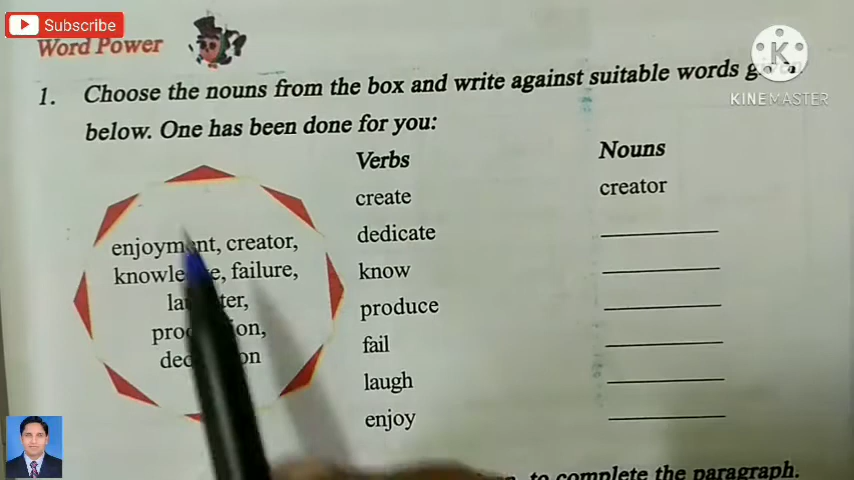 Subscribe
Word Power
KINEMASTER
1. Choose the nouns from the box and write against suitable words
below. One has been done for you:
Verbs Nouns
create creator
dedicate
know
produce
fail
laugh
enjoy
enjoyment, creator,
failure,
to complete the paragraph.